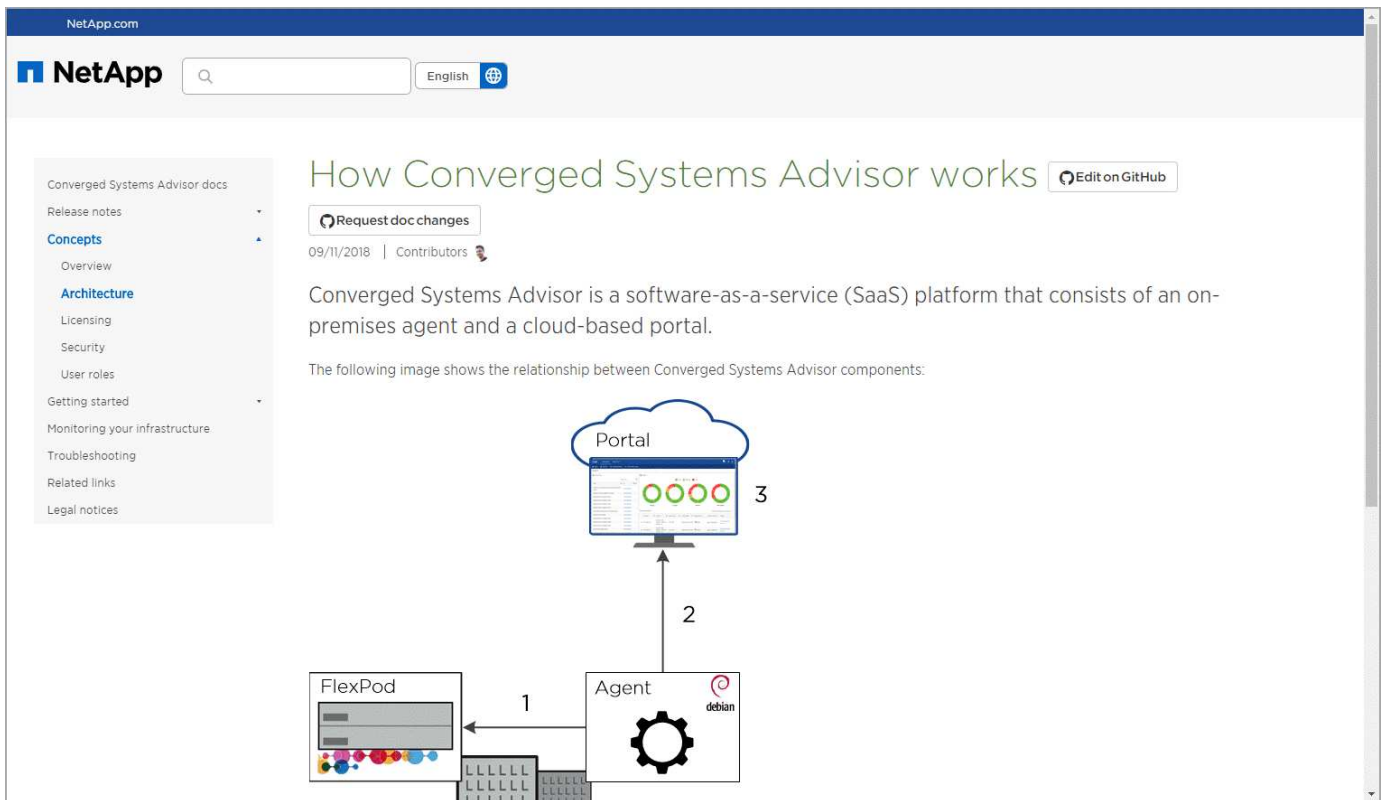 NetApp.com
NetApp
English
Converged Systems Advisor docs
Release notes
Concepts
Overview
Architecture
Licensing
Security
User roles
Getting started
Monitoring your infrastructure
Troubleshooting
Related links
Legal notices
How Converged Systems Advisor works
Edit on GitHub
Request doc changes
09/11/2018 | Contributors
Converged Systems Advisor is a software-as-a-service (SaaS) platform that consists of an on-
premises agent and a cloud-based portal.
The following image shows the relationship between Converged Systems Advisor components:
Portal
3
2
FlexPod
1
Agent
debian
LLLLLL
LLLLLL